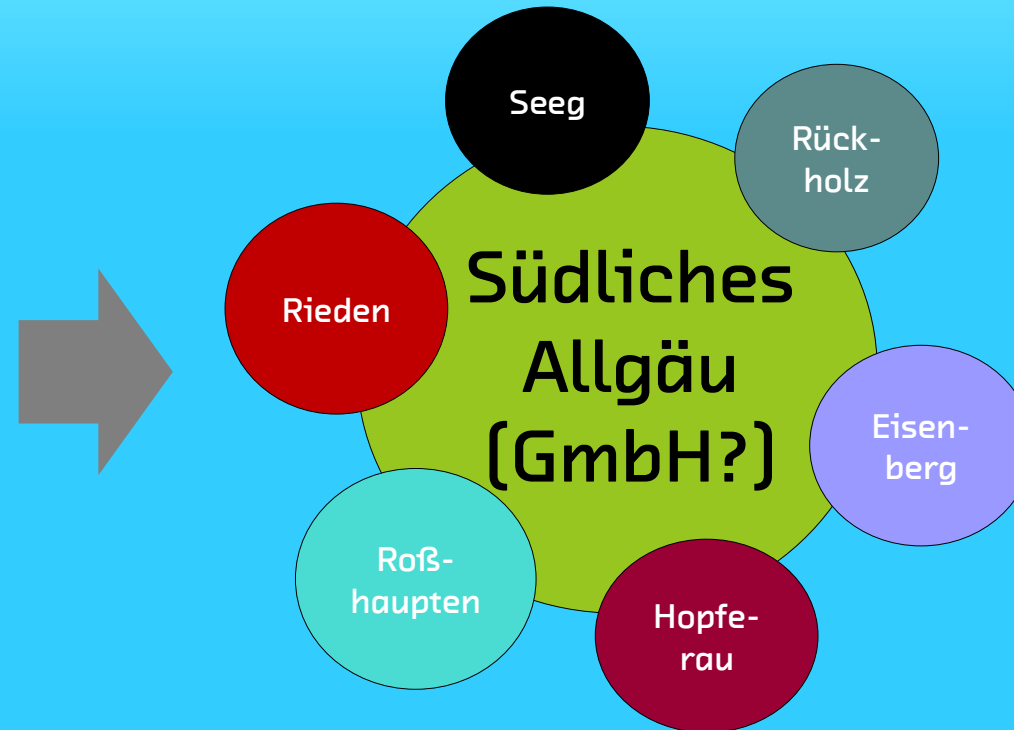 Seeg
Rück-
holz
Rieden
Südliches
Allgäu
(GmbH?)
Eisen-
berg
Roß-
haupten
Hopfe-
rau